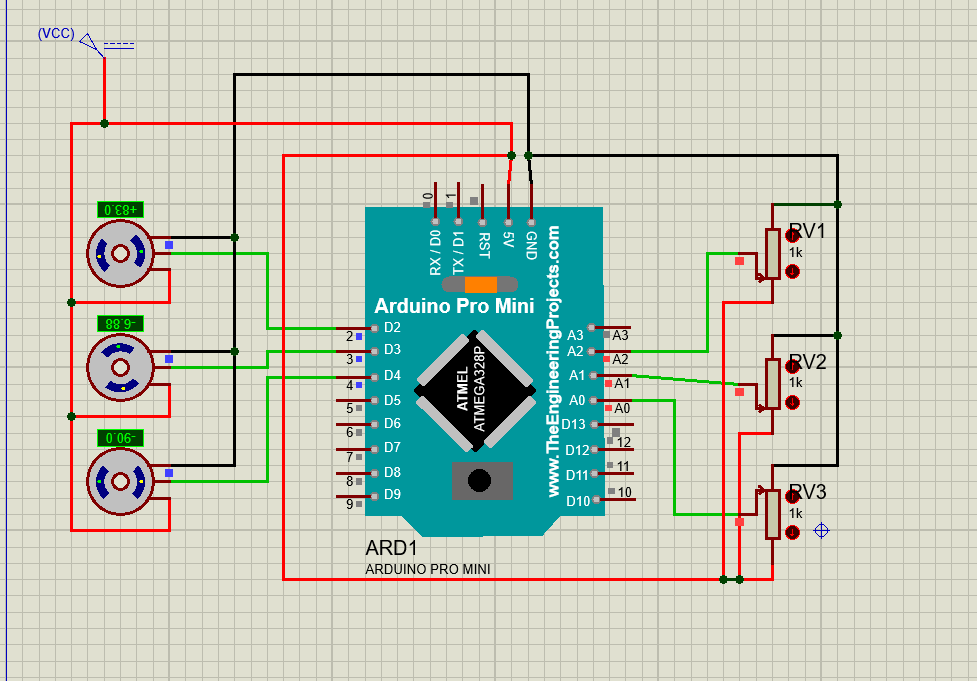 (VCC)
+83.0
-6.88
-90.0
0
1
RX / D0
TX / D1
RST
5V
GND
Arduino Pro Mini
www.TheEngineeringProjects.com
ATMEL
ATMEGA328P
D2
2
D3
3
D4
4
D5
5
D6
6
D7
7
D8
8
D9
9
A3 A3
A2 A2
A1 A1
A0 A0
D13
D12 12
D11 11
D10 10
ARD1
ARDUINO PRO MINI
RV1
1k
RV2
1k
RV3
1k